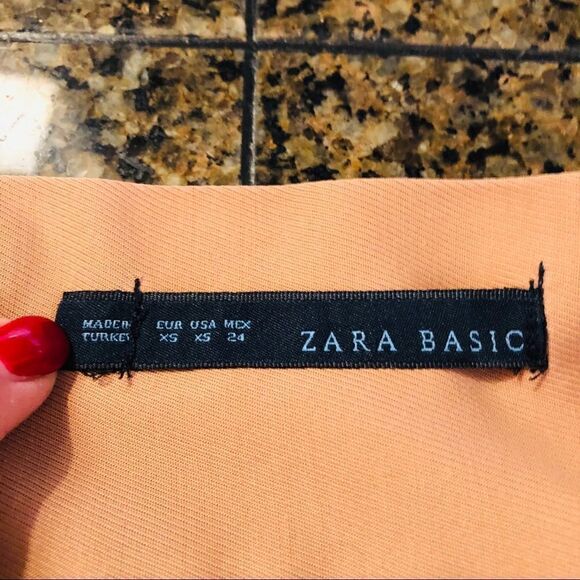 MADE IN EUR USA MEX ZARA BASIC
TURKEY XS XS 24